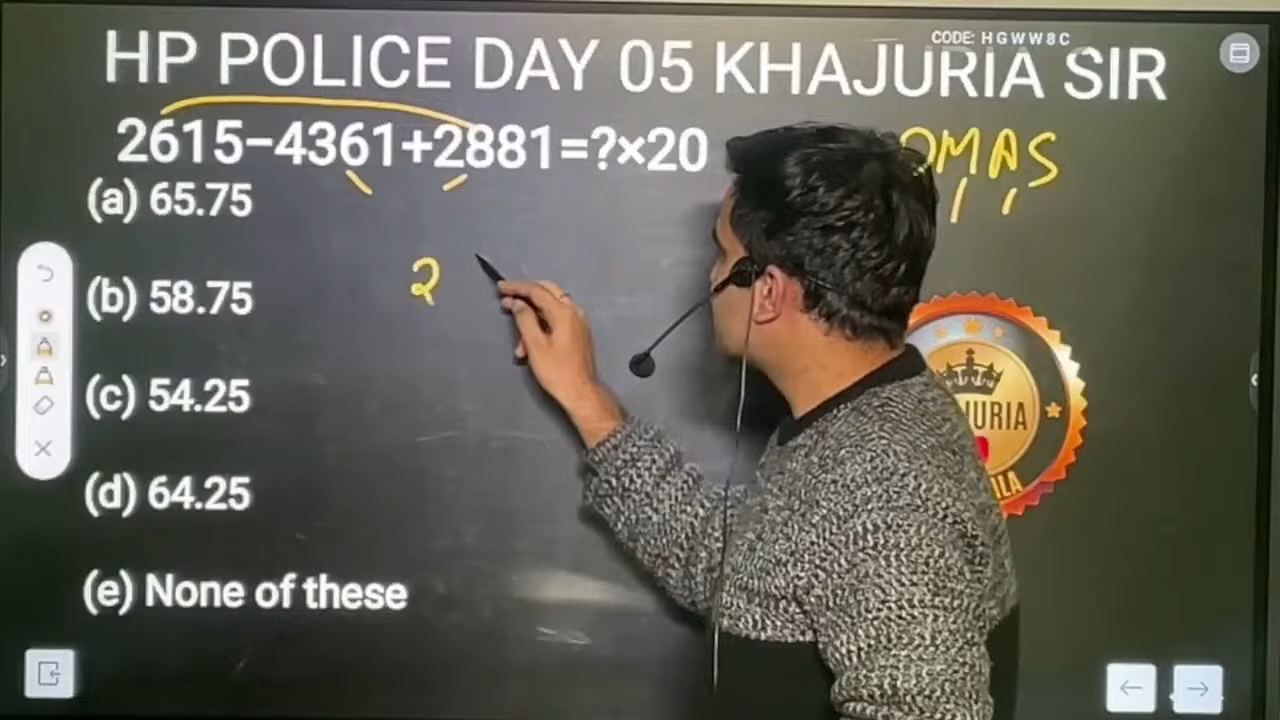 CODE: HGWW8C
HP POLICE DAY 05 KHAJURIA SIR
2615-4361+2881=?×20
OMAS
(a) 65.75
(b) 58.75
2
(c) 54.25
(d) 64.25
(e) None of these